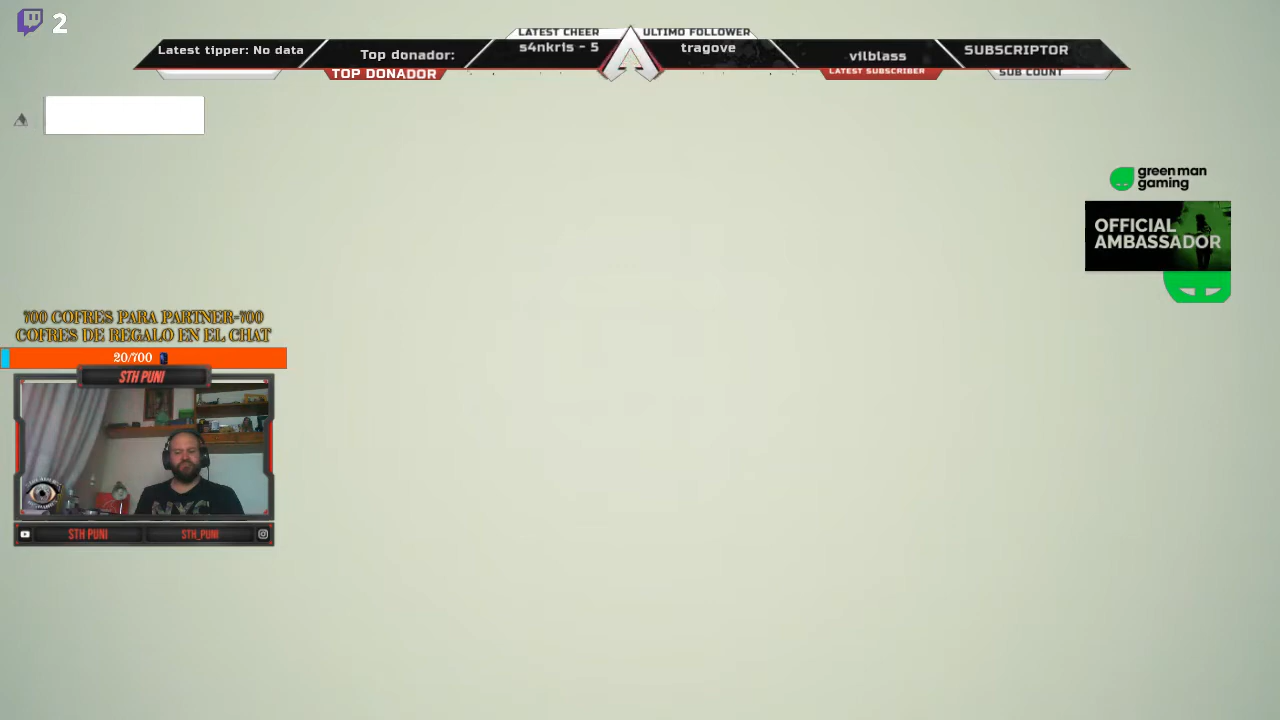 2
Latest tipper: No data
Top donador:
TOP DONADOR
LATEST CHEER
s4nkris - 5
ULTIMO FOLLOWER
tragove
vilblass
LATEST SUBSCRIBER
SUBSCRIPTOR
SUB COUNT
green man
gaming
OFFICIAL
AMBASSADOR
700 COFRES PARA PARTNER-700
COFRES DE REGALO EN EL CHAT
20/700
STH PUNI
NYC
STH PUNI
STH_PUNI